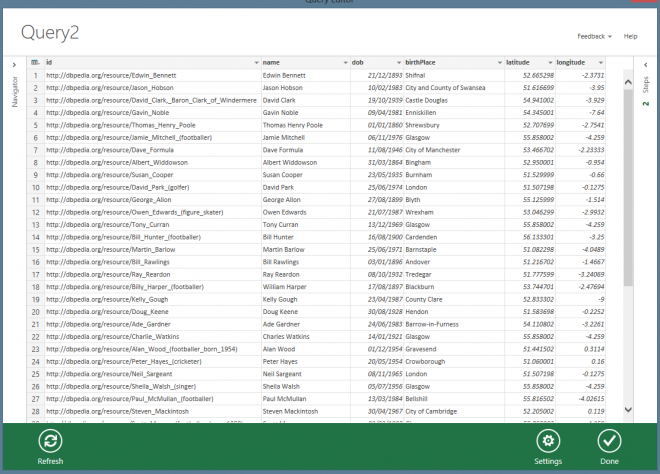 Query Editor
Query2
Feedback Help
Navigator
2 Steps
id name dob birthPlace latitude longitude
1 http://dbpedia.org/resource/Edwin_Bennett Edwin Bennett 21/12/1893 Shifnal 52.665298 -2.3731
2 http://dbpedia.org/resource/Jason_Hobson Jason Hobson 10/02/1983 City and County of Swansea 51.616699 -3.95
3 http://dbpedia.org/resource/David_Clark,_Baron_Clark_of_Windermere David Clark 19/10/1939 Castle Douglas 54.941002 -3.929
4 http://dbpedia.org/resource/Gavin_Noble Gavin Noble 09/04/1981 Enniskillen 54.345001 -7.64
5 http://dbpedia.org/resource/Thomas_Henry_Poole Thomas Henry Poole 01/01/1860 Shrewsbury 52.707699 -2.7541
6 http://dbpedia.org/resource/Jamie_Mitchell_(footballer) Jamie Mitchell 06/11/1976 Glasgow 55.858002 -4.259
7 http://dbpedia.org/resource/Dave_Formula Dave Formula 11/08/1946 City of Manchester 53.466702 -2.23333
8 http://dbpedia.org/resource/Albert_Widdowson Albert Widdowson 31/03/1864 Bingham 52.950001 -0.954
9 http://dbpedia.org/resource/Susan_Cooper Susan Cooper 23/05/1935 Burnham 51.529999 -0.66
10 http://dbpedia.org/resource/David_Park_(golfer) David Park 25/06/1974 London 51.507198 -0.1275
11 http://dbpedia.org/resource/George_Allon George Allon 27/08/1899 Blyth 55.125999 -1.514
12 http://dbpedia.org/resource/Owen_Edwards_(figure_skater) Owen Edwards 21/07/1987 Wrexham 53.046299 -2.9932
13 http://dbpedia.org/resource/Tony_Curran Tony Curran 13/12/1969 Glasgow 55.858002 -4.259
14 http://dbpedia.org/resource/Bill_Hunter_(footballer) Bill Hunter 16/08/1900 Cardenden 56.133301 -3.25
15 http://dbpedia.org/resource/Martin_Barlow Martin Barlow 25/06/1971 Barnstaple 51.082298 -4.0489
16 http://dbpedia.org/resource/Bill_Rawlings Bill Rawlings 03/01/1896 Andover 51.216702 -1.4667
17 http://dbpedia.org/resource/Ray_Reardon Ray Reardon 08/10/1932 Tredegar 51.777599 -3.24069
18 http://dbpedia.org/resource/Billy_Harper_(footballer) William Harper 17/08/1897 Blackburn 53.744701 -2.47694
19 http://dbpedia.org/resource/Kelly_Gough Kelly Gough 23/04/1987 County Clare 52.833302 -9
20 http://dbpedia.org/resource/Doug_Keene Doug Keene 30/08/1928 Hendon 51.583698 -0.2252
21 http://dbpedia.org/resource/Ade_Gardner Ade Gardner 24/06/1983 Barrow-in-Furness 54.110802 -3.2261
22 http://dbpedia.org/resource/Charlie_Watkins Charles Watkins 14/01/1921 Glasgow 55.858002 -4.259
23 http://dbpedia.org/resource/Alan_Wood_(footballer_born_1954) Alan Wood 01/12/1954 Gravesend 51.441502 0.3114
24 http://dbpedia.org/resource/Peter_Hayes_(cricketer) Peter Hayes 20/05/1954 Crowborough 51.060001 0.16
25 http://dbpedia.org/resource/Neil_Sargeant Neil Sargeant 08/11/1965 London 51.507198 -0.1275
26 http://dbpedia.org/resource/Sheila_Walsh_(singer) Sheila Walsh 05/07/1956 Glasgow 55.858002 -4.259
27 http://dbpedia.org/resource/Paul_McMullan_(footballer) Paul McMullan 13/03/1984 Bellshill 55.816502 -4.02615
28 http://dbpedia.org/resource/Steven_Mackintosh Steven Mackintosh 30/04/1967 City of Cambridge 52.205002 0.119
Refresh Settings Done